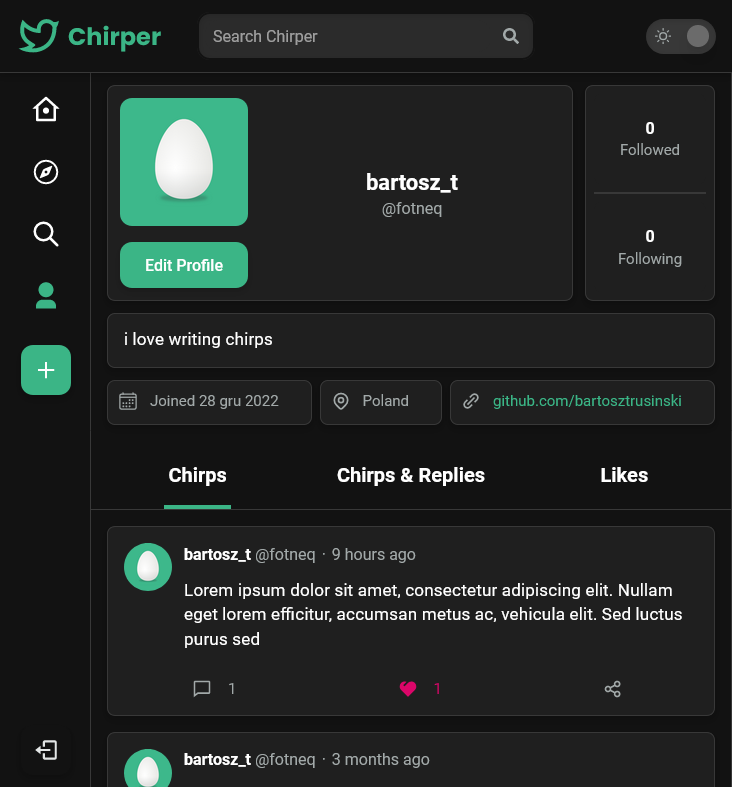 Chirper
Search Chirper
bartosz_t
@fotneq
Edit Profile
0
Followed
0
Following
i love writing chirps
Joined 28 gru 2022
Poland
github.com/bartosztrusinski
Chirps
Chirps & Replies
Likes
bartosz_t @fotneq · 9 hours ago
Lorem ipsum dolor sit amet, consectetur adipiscing elit. Nullam
eget lorem efficitur, accumsan metus ac, vehicula elit. Sed luctus
purus sed
1
1
bartosz_t @fotneq · 3 months ago